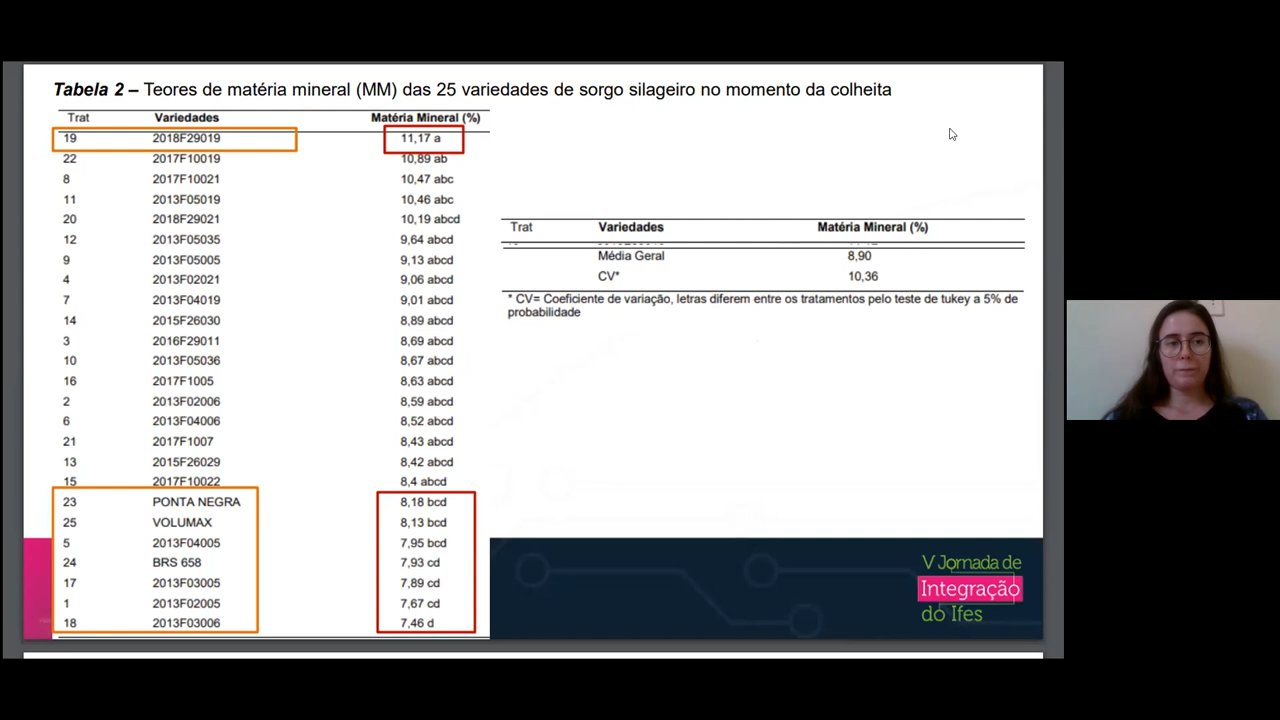 Tabela 2 – Teores de matéria mineral (MM) das 25 variedades de sorgo silageiro no momento da colheita
Trat Variedades Matéria Mineral (%)
19 2018F29019 11,17 a
22 2017F10019 10,89 ab
8 2017F10021 10,47 abc
11 2013F05019 10,46 abc
20 2018F29021 10,19 abcd
12 2013F05035 9,64 abcd
9 2013F05005 9,13 abcd
4 2013F02021 9,06 abcd
7 2013F04019 9,01 abcd
14 2015F26030 8,89 abcd
3 2016F29011 8,69 abcd
10 2013F05036 8,67 abcd
16 2017F1005 8,63 abcd
2 2013F02006 8,59 abcd
6 2013F04006 8,52 abcd
21 2017F1007 8,43 abcd
13 2015F26029 8,42 abcd
15 2017F10022 8,4 abcd
23 PONTA NEGRA 8,18 bcd
25 VOLUMAX 8,13 bcd
5 2013F04005 7,95 bcd
24 BRS 658 7,93 cd
17 2013F03005 7,89 cd
1 2013F02005 7,67 cd
18 2013F03006 7,46 d
Trat Variedades Matéria Mineral (%)
Média Geral 8,90
CV* 10,36
* CV= Coeficiente de variação, letras diferem entre os tratamentos pelo teste de tukey a 5% de
probabilidade
V Jornada de
Integração
do Ifes